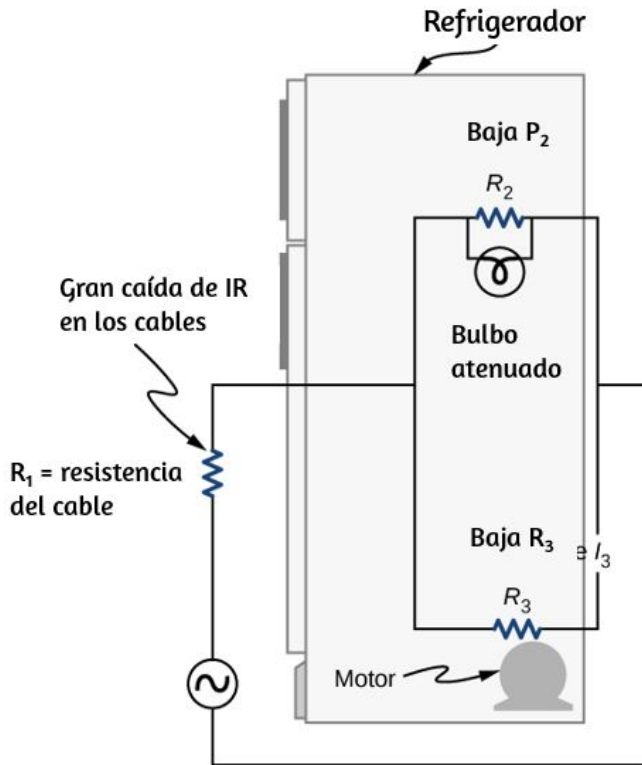 Refrigerador
Baja P₂
R₂
Gran caída de IR
en los cables
Bulbo
atenuado
R₁ = resistencia
del cable
Baja R₃
e I₃
R₃
Motor